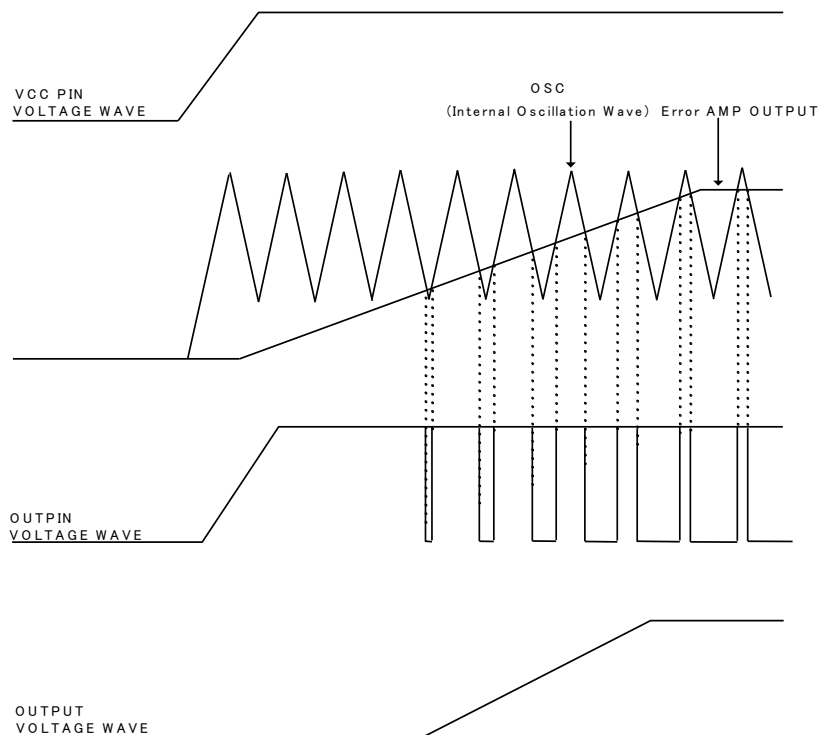 VCC PIN
VOLTAGE WAVE
OSC
(Internal Oscillation Wave) Error AMP OUTPUT
OUTPIN
VOLTAGE WAVE
OUTPUT
VOLTAGE WAVE